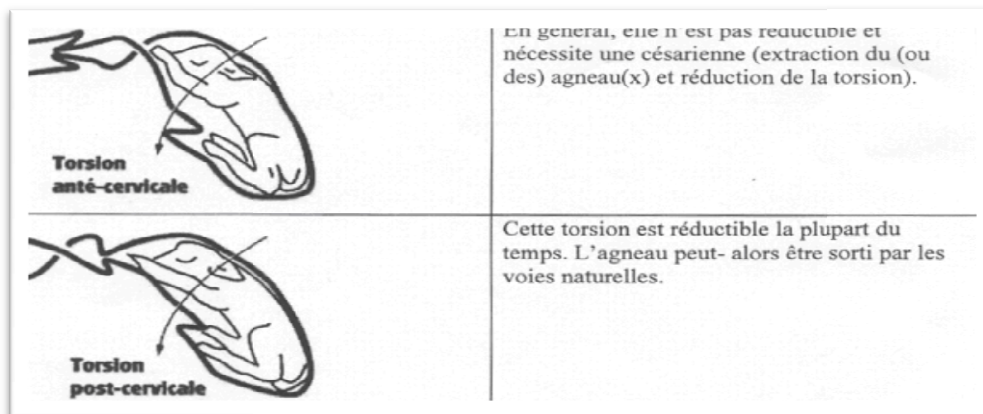 En général, elle n'est pas réductible et
nécessite une césarienne (extraction du (ou
des) agneau(x) et réduction de la torsion).
Torsion
anté-cervicale
Cette torsion est réductible la plupart du
temps. L'agneau peut- alors être sorti par les
voies naturelles.
Torsion
post-cervicale